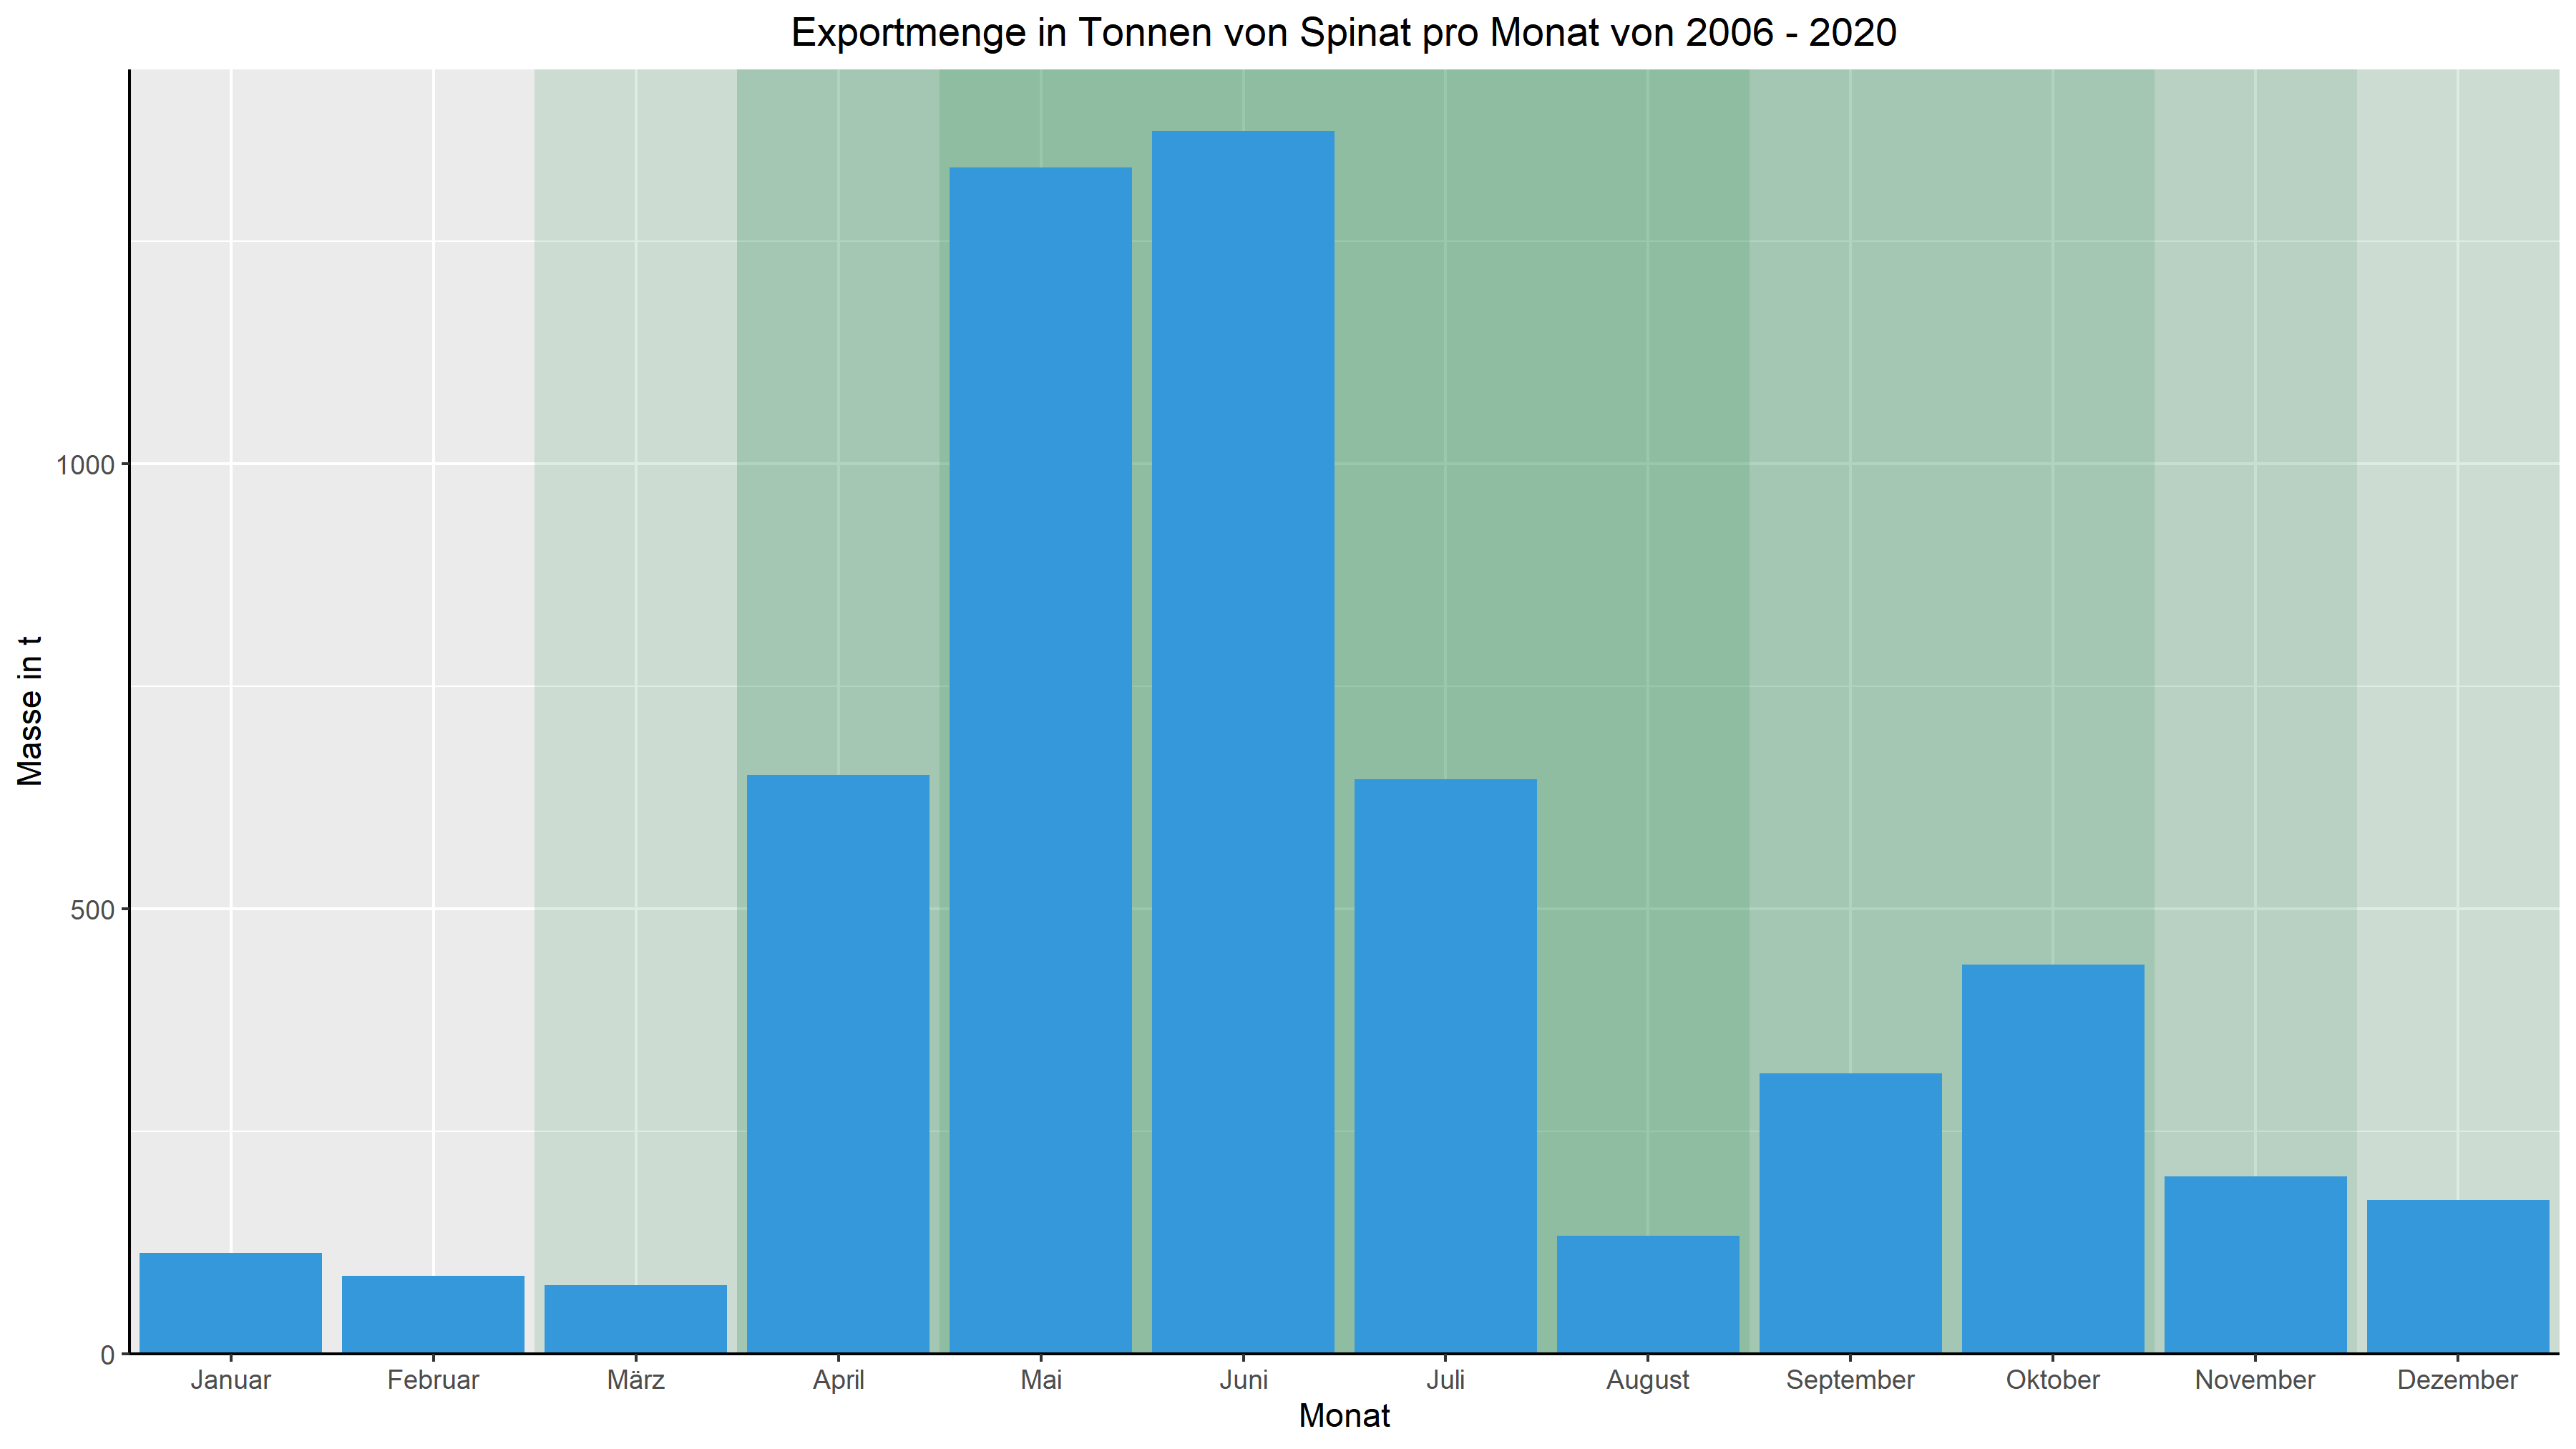 Exportmenge in Tonnen von Spinat pro Monat von 2006 - 2020
Masse in t
1000
500
0
Januar Februar März April Mai Juni Juli August September Oktober November Dezember
Monat